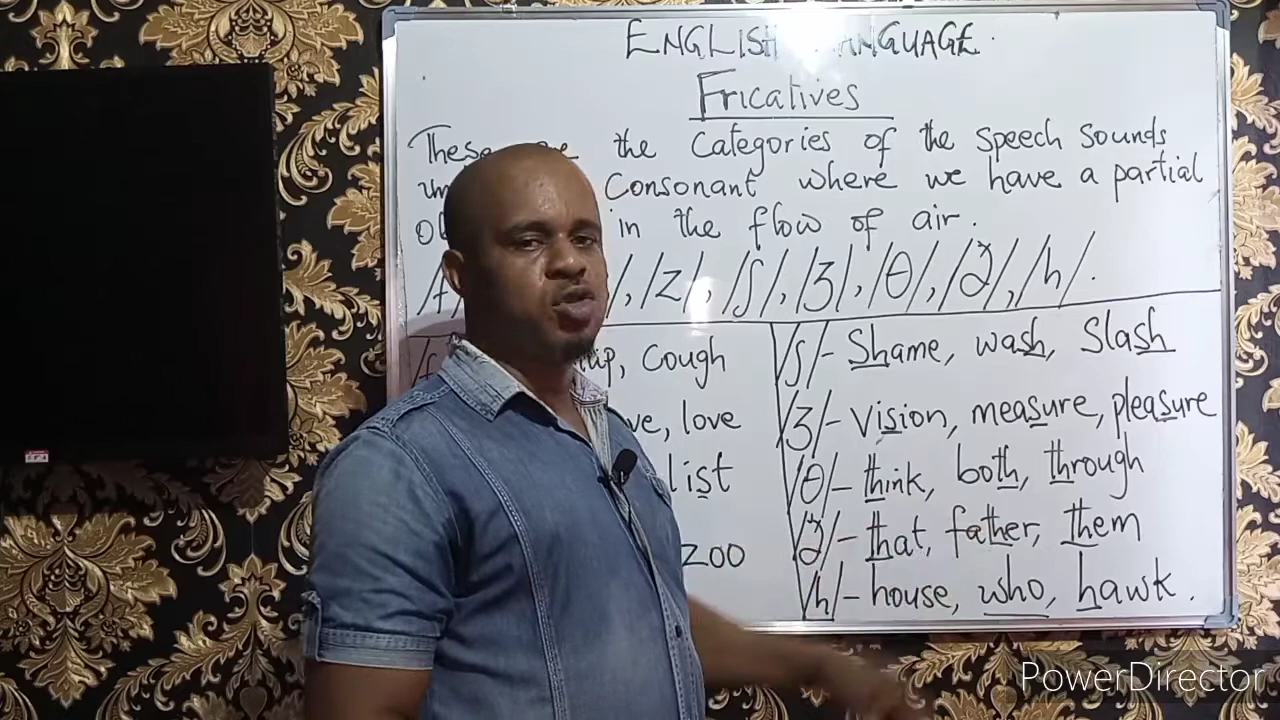 ENGLISH LANGUAGE.
Fricatives
These the categories of the speech sounds
consonant where we have a partial
in the flow of air.
/z/, /ʃ/, /ʒ/, /θ/, /ð/, /h/.
cough
love
list
zoo
/ʃ/- Shame, wash, Slash
/ʒ/- vision, measure, pleasure
/θ/- think, both, through
/ð/- that, father, them
/h/- house, who, hawk.
PowerDirector